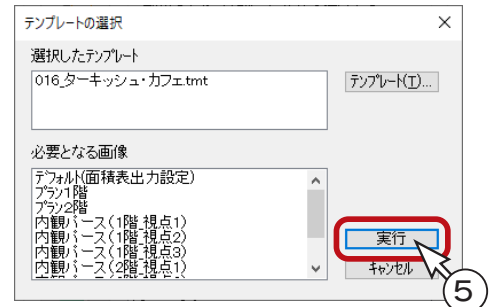 テンプレートの選択
選択したテンプレート
016_ターキッシュ・カフェ.tmt
テンプレート(T)...
必要となる画像
デフォルト(面積表出力設定)
プラン1階
プラン2階
内観パース(1階_視点1)
内観パース(1階_視点2)
内観パース(1階_視点3)
内観パース(2階_視点1)
実行
キャンセル
5